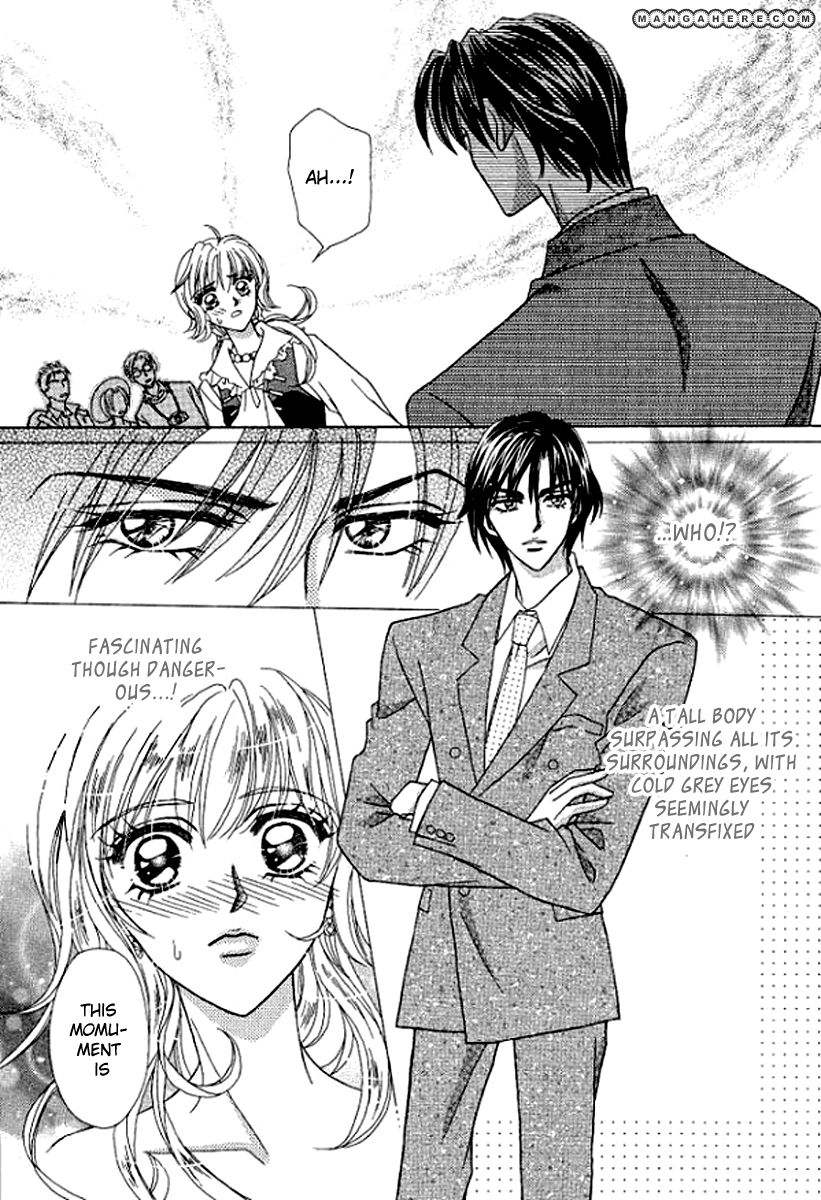 MANGAHERE.COM
AH...!
...WHO!?
FASCINATING
THOUGH DANGER-
OUS...!
A TALL BODY
SURPASSING ALL ITS
SURROUNDINGS, WITH
COLD GREY EYES
SEEMINGLY
TRANSFIXED
THIS
MOMU-
MENT
IS